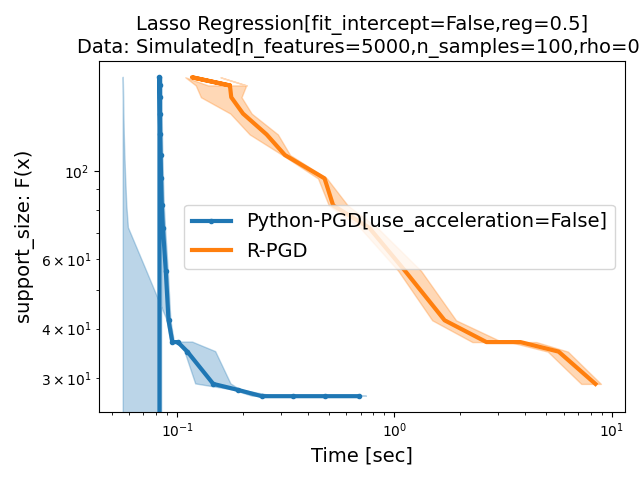 Lasso Regression[fit_intercept=False,reg=0.5]
Data: Simulated[n_features=5000,n_samples=100,rho=0
support_size: F(x)
10²
6 × 10¹
4 × 10¹
3 × 10¹
Python-PGD[use_acceleration=False]
R-PGD
10⁻¹
10⁰
10¹
Time [sec]